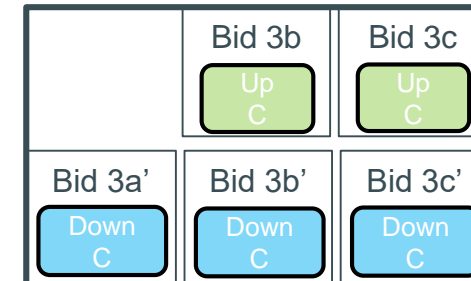 Bid 3b Bid 3c
Up Up
C C
Bid 3a’ Bid 3b’ Bid 3c’
Down Down Down
C C C